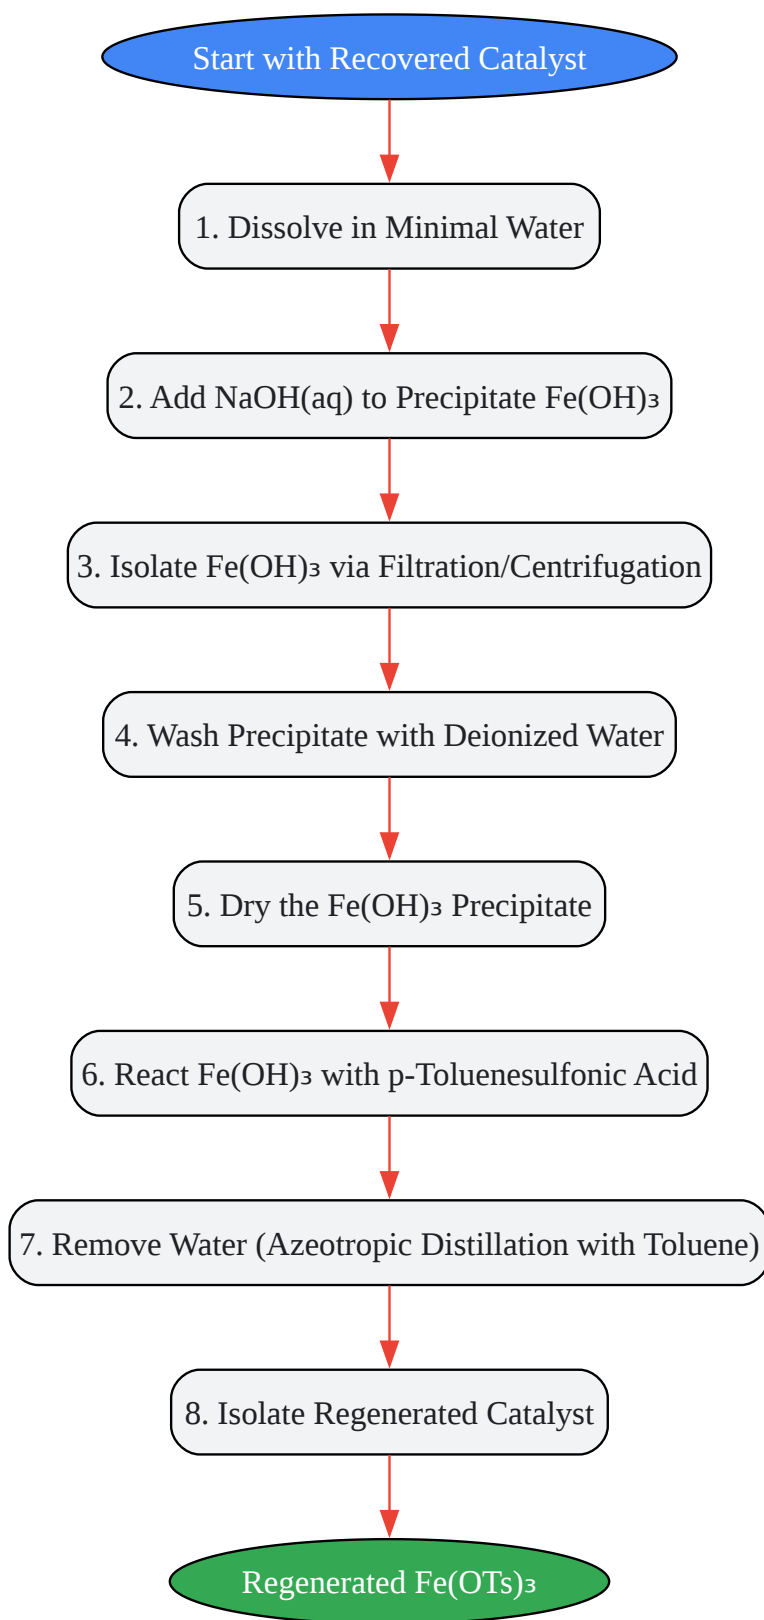 Start with Recovered Catalyst
1. Dissolve in Minimal Water
2. Add NaOH(aq) to Precipitate Fe(OH)₃
3. Isolate Fe(OH)₃ via Filtration/Centrifugation
4. Wash Precipitate with Deionized Water
5. Dry the Fe(OH)₃ Precipitate
6. React Fe(OH)₃ with p-Toluenesulfonic Acid
7. Remove Water (Azeotropic Distillation with Toluene)
8. Isolate Regenerated Catalyst
Regenerated Fe(OTs)₃